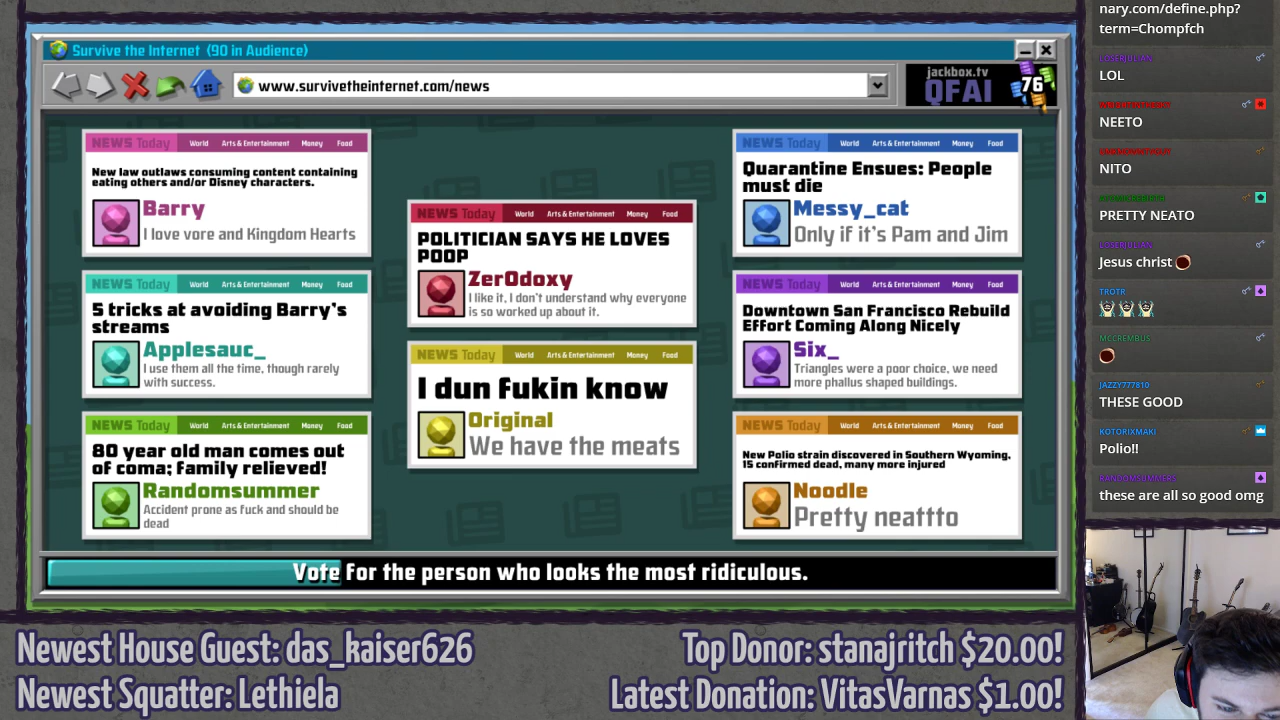 Survive the Internet (90 in Audience)
www.survivetheinternet.com/news
jackbox.tv
QFAI
76
NEWS Today World Arts & Entertainment Money Food
New law outlaws consuming content containing
eating others and/or Disney characters.
Barry
I love vore and Kingdom Hearts
NEWS Today World Arts & Entertainment Money Food
5 tricks at avoiding Barry's
streams
Applesauc_
I use them all the time, though rarely
with success.
NEWS Today World Arts & Entertainment Money Food
80 year old man comes out
of coma; family relieved!
Randomsummer
Accident prone as fuck and should be
dead
NEWS Today World Arts & Entertainment Money Food
POLITICIAN SAYS HE LOVES
POOP
Zer0doxy
I like it, I don't understand why everyone
is so worked up about it.
NEWS Today World Arts & Entertainment Money Food
I dun fukin know
Original
We have the meats
NEWS Today World Arts & Entertainment Money Food
Quarantine Ensues: People
must die
Messy_cat
Only if it's Pam and Jim
NEWS Today World Arts & Entertainment Money Food
Downtown San Francisco Rebuild
Effort Coming Along Nicely
Six_
Triangles were a poor choice, we need
more phallus shaped buildings.
NEWS Today World Arts & Entertainment Money Food
New Polio strain discovered in Southern Wyoming.
15 confirmed dead, many more injured
Noodle
Pretty neattto
Vote for the person who looks the most ridiculous.
Newest House Guest: das_kaiser626
Newest Squatter: Lethiela
Top Donor: stanajritch $20.00!
Latest Donation: VitasVarnas $1.00!
nary.com/define.php?
term=Chompfch
LOL
NEETO
NITO
PRETTY NEATO
Jesus christ
TROTR
MCCREMBUS
JAZZY777810
THESE GOOD
KOTORIXMAKI
Polio!!
RANDOMSUMMERS
these are all so good omg